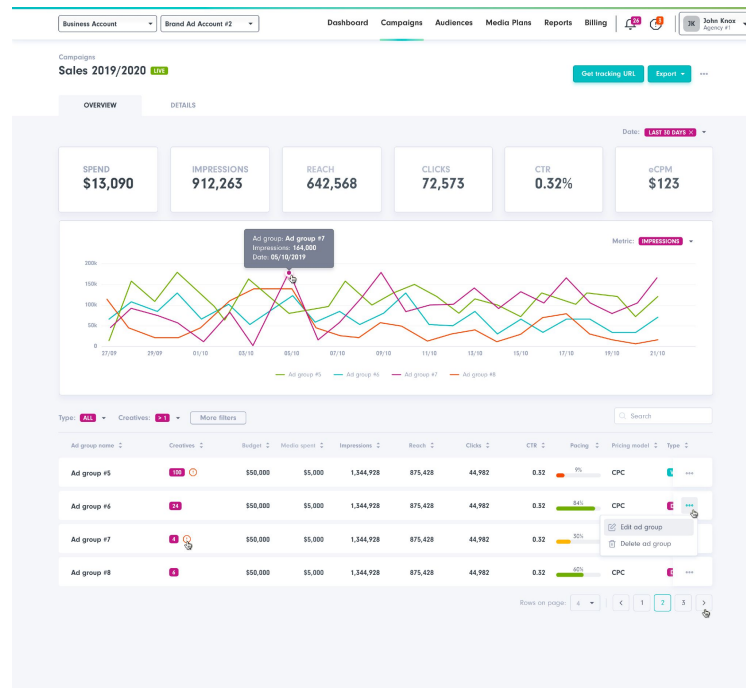 Business Account
Brand Ad Account #2
Dashboard Campaigns Audiences Media Plans Reports Billing
26
3
JK
John Knox
Agency #1
Campaigns
Sales 2019/2020 LIVE
Get tracking URL
Export
OVERVIEW DETAILS
Date: LAST 30 DAYS ×
SPEND
$13,090
IMPRESSIONS
912,263
REACH
642,568
CLICKS
72,573
CTR
0.32%
eCPM
$123
Ad group: Ad group #7
Impressions: 164,000
Date: 05/10/2019
Metric: IMPRESSIONS
200k
150k
100k
50k
0
27/09 29/09 01/10 03/10 05/10 07/10 09/10 11/10 13/10 15/10 17/10 19/10 21/10
Ad group #5 Ad group #6 Ad group #7 Ad group #8
Type: ALL Creatives: > 1 More filters
Search
Ad group name Creatives Budget Media spent Impressions Reach Clicks CTR Pacing Pricing model Type
Ad group #5 100 $50,000 $5,000 1,344,928 875,428 44,982 0.32 9% CPC
Ad group #6 24 $50,000 $5,000 1,344,928 875,428 44,982 0.32 84% CPC
Edit ad group
Ad group #7 4 $50,000 $5,000 1,344,928 875,428 44,982 0.32 30%
Delete ad group
Ad group #8 6 $50,000 $5,000 1,344,928 875,428 44,982 0.32 60% CPC
Rows on page: 4 < 1 2 3 >